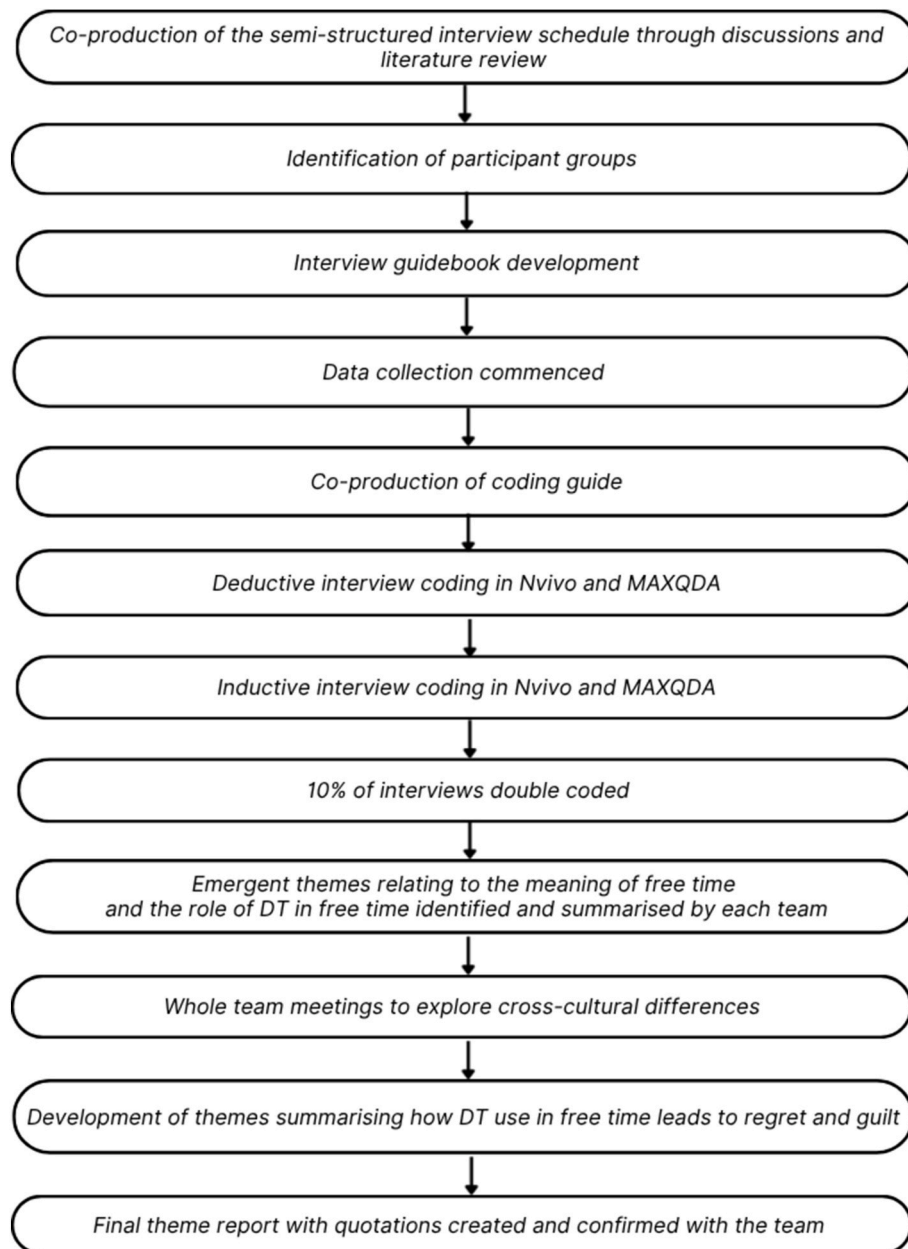 Co-production of the semi-structured interview schedule through discussions and
literature review
Identification of participant groups
Interview guidebook development
Data collection commenced
Co-production of coding guide
Deductive interview coding in Nvivo and MAXQDA
Inductive interview coding in Nvivo and MAXQDA
10% of interviews double coded
Emergent themes relating to the meaning of free time
and the role of DT in free time identified and summarised by each team
Whole team meetings to explore cross-cultural differences
Development of themes summarising how DT use in free time leads to regret and guilt
Final theme report with quotations created and confirmed with the team